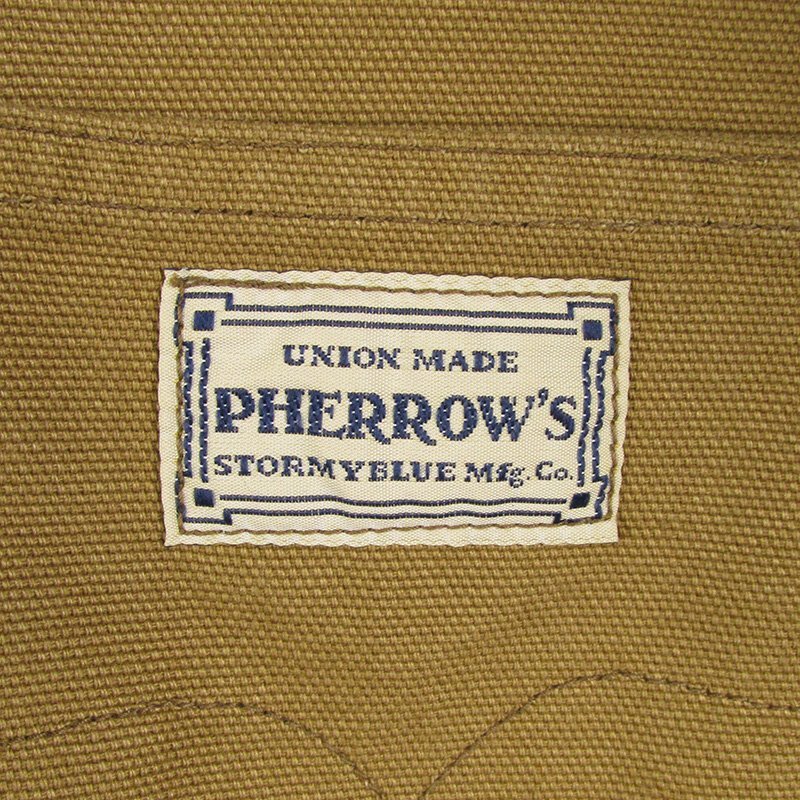 UNION MADE
PHERROW'S
STORMYBLUE Mfg. Co.